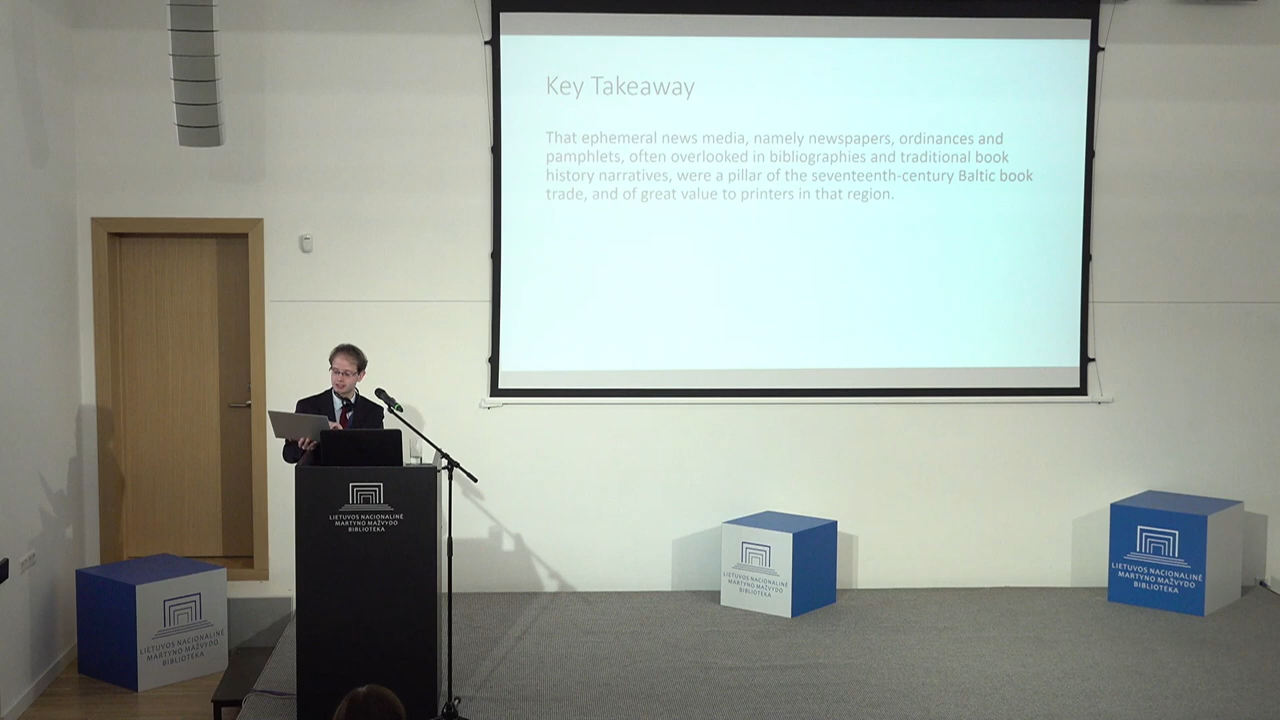 Key Takeaway
That ephemeral news media, namely newspapers, ordinances and
pamphlets, often overlooked in bibliographies and traditional book
history narratives, were a pillar of the seventeenth-century Baltic book
trade, and of great value to printers in that region.
LIETUVOS NACIONALINĖ
MARTYNO MAŽVYDO
BIBLIOTEKA
LIETUVOS NACIONALINĖ
MARTYNO MAŽVYDO
BIBLIOTEKA
LIETUVOS NACIONALINĖ
MARTYNO MAŽVYDO
BIBLIOTEKA
LIETUVOS NACIONALINĖ
MARTYNO MAŽVYDO
BIBLIOTEKA